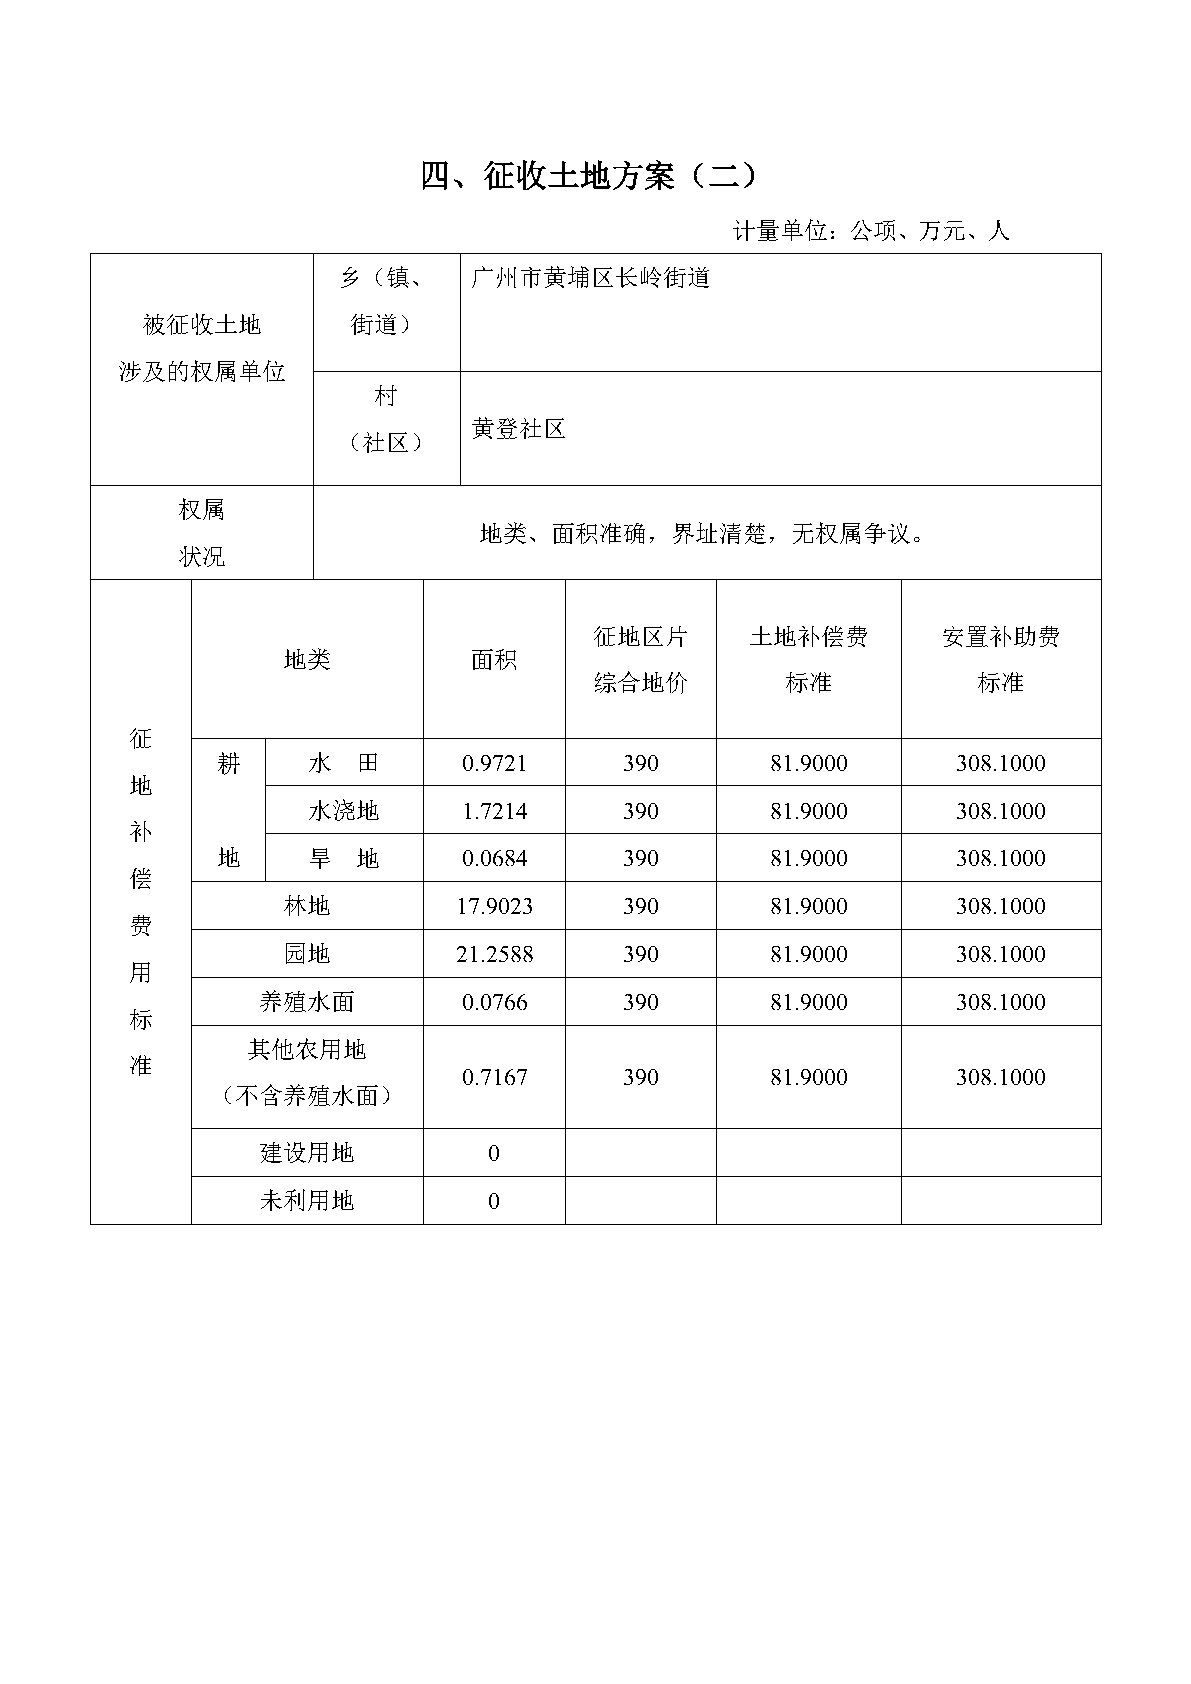 四、征收土地方案（二）
计量单位：公项、万元、人
被征收土地
涉及的权属单位
乡（镇、
街道）
广州市黄埔区长岭街道
村
（社区）
黄登社区
权属
状况
地类、面积准确，界址清楚，无权属争议。
征
地
补
偿
费
用
标
准
地类
面积
征地区片
综合地价
土地补偿费
标准
安置补助费
标准
耕
地
水 田 0.9721 390 81.9000 308.1000
水浇地 1.7214 390 81.9000 308.1000
旱 地 0.0684 390 81.9000 308.1000
林地 17.9023 390 81.9000 308.1000
园地 21.2588 390 81.9000 308.1000
养殖水面 0.0766 390 81.9000 308.1000
其他农用地
（不含养殖水面）
0.7167 390 81.9000 308.1000
建设用地 0
未利用地 0